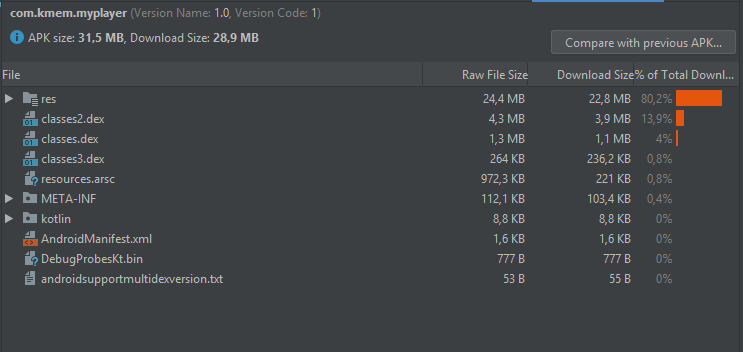 com.kmem.myplayer (Version Name: 1.0, Version Code: 1)
APK size: 31,5 MB, Download Size: 28,9 MB
Compare with previous APK...
File Raw File Size Download Size % of Total Downl...
res 24,4 MB 22,8 MB 80,2%
classes2.dex 4,3 MB 3,9 MB 13,9%
classes.dex 1,3 MB 1,1 MB 4%
classes3.dex 264 KB 236,2 KB 0,8%
resources.arsc 972,3 KB 221 KB 0,8%
META-INF 112,1 KB 103,4 KB 0,4%
kotlin 8,8 KB 8,8 KB 0%
AndroidManifest.xml 1,6 KB 1,6 KB 0%
DebugProbesKt.bin 777 B 777 B 0%
androidsupportmultidexversion.txt 53 B 55 B 0%